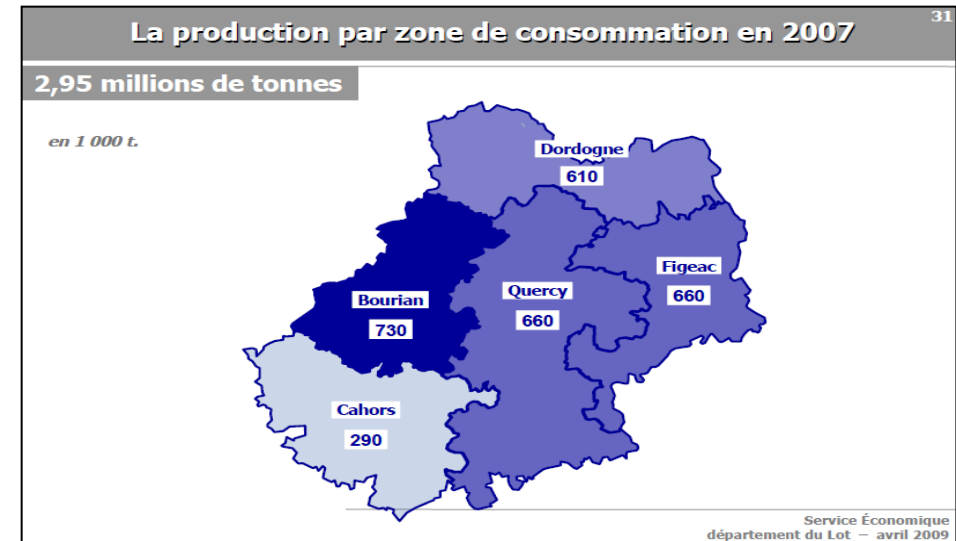 31
La production par zone de consommation en 2007
2,95 millions de tonnes
en 1 000 t.
Dordogne
610
Figeac
660
Quercy
660
Bourian
730
Cahors
290
Service Économique
département du Lot – avril 2009